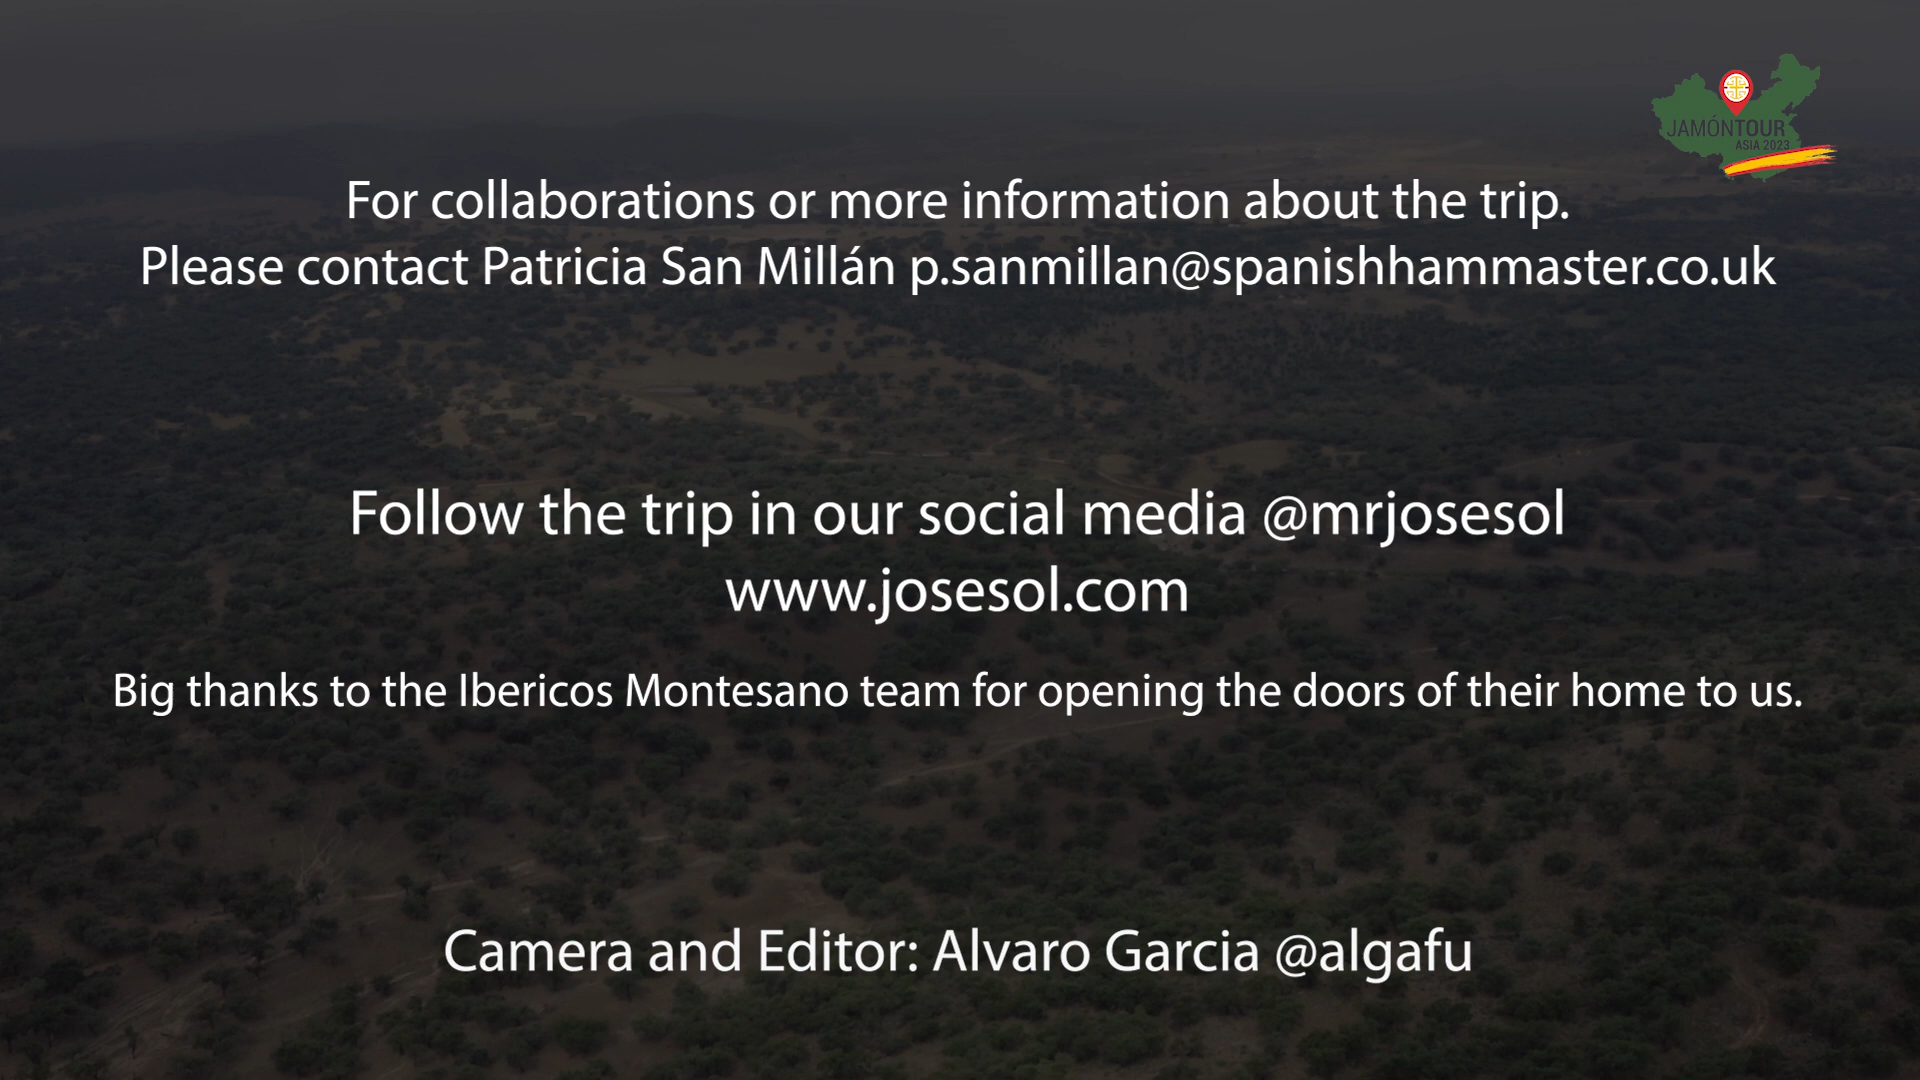 JAMÓNTOUR
ASIA 2023
For collaborations or more information about the trip.
Please contact Patricia San Millán p.sanmillan@spanishhammaster.co.uk
Follow the trip in our social media @mrjosesol
www.josesol.com
Big thanks to the Ibericos Montesano team for opening the doors of their home to us.
Camera and Editor: Alvaro Garcia @algafu